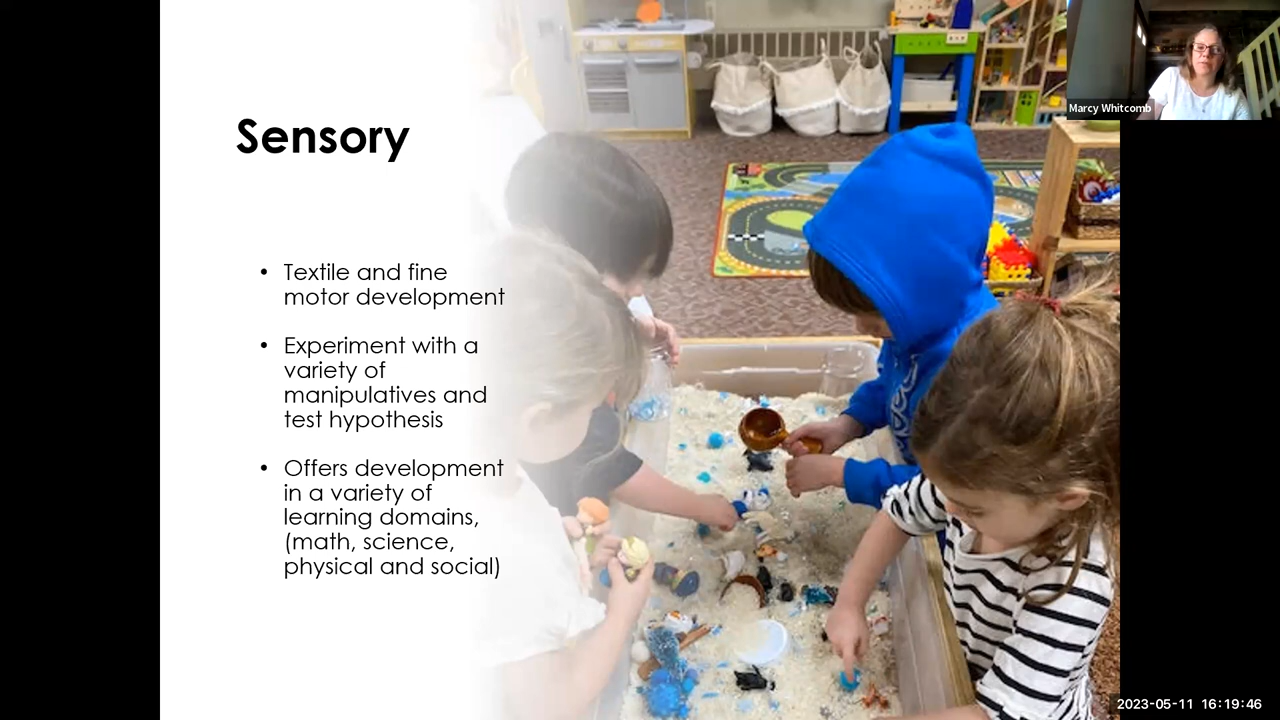 Sensory
• Textile and fine
motor development
• Experiment with a
variety of
manipulatives and
test hypothesis
• Offers development
in a variety of
learning domains,
(math, science,
physical and social)
Marcy Whitcomb
2023-05-11 16:19:46